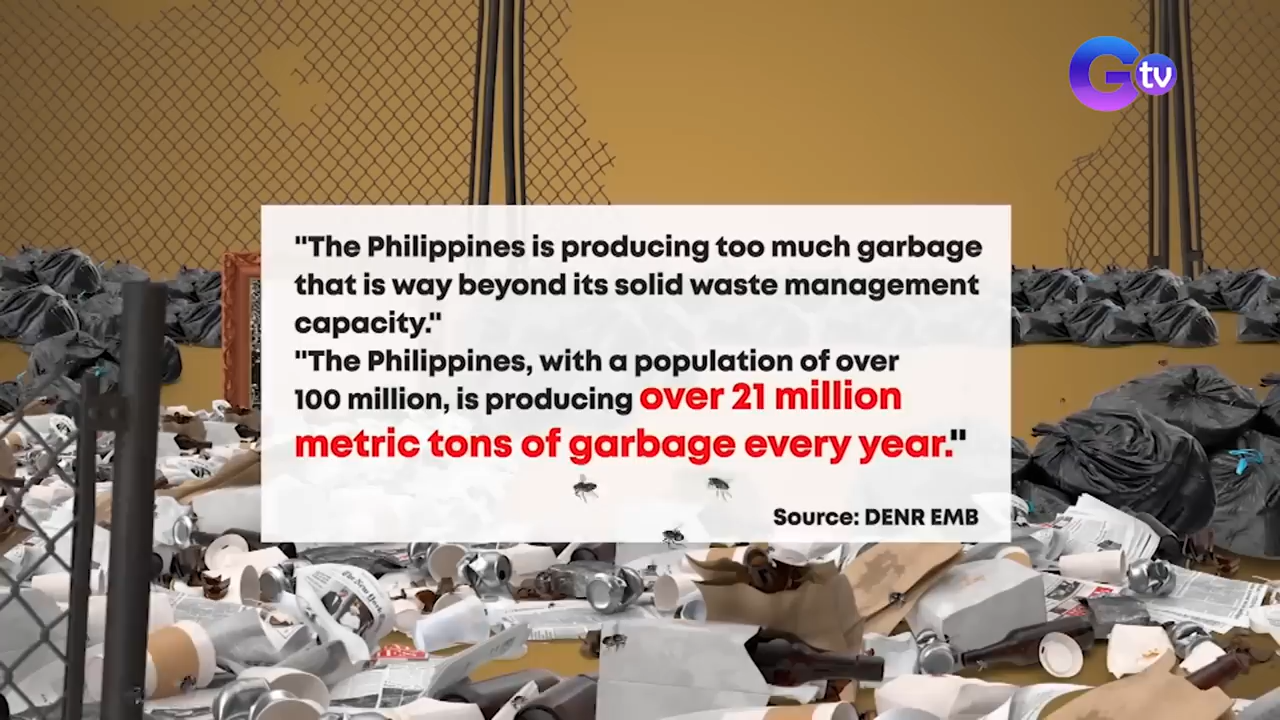 Gtv
"The Philippines is producing too much garbage
that is way beyond its solid waste management
capacity."
"The Philippines, with a population of over
100 million, is producing over 21 million
metric tons of garbage every year."
Source: DENR EMB